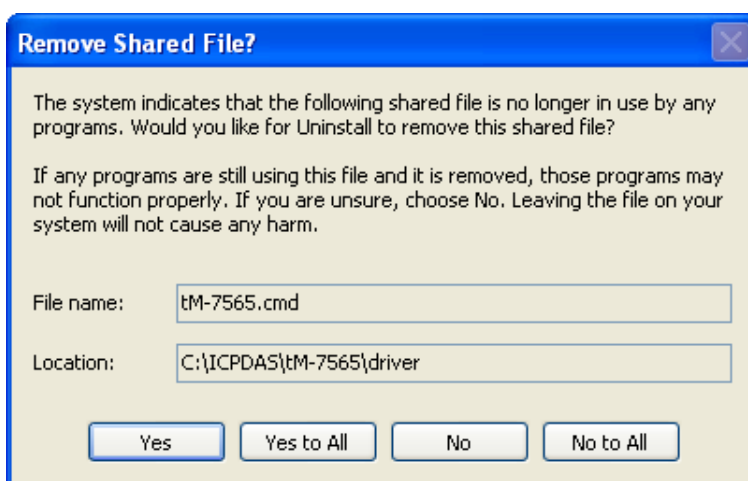 Remove Shared File?
The system indicates that the following shared file is no longer in use by any
programs. Would you like for Uninstall to remove this shared file?
If any programs are still using this file and it is removed, those programs may
not function properly. If you are unsure, choose No. Leaving the file on your
system will not cause any harm.
File name: tM-7565.cmd
Location: C:\ICPDAS\tM-7565\driver
Yes Yes to All No No to All